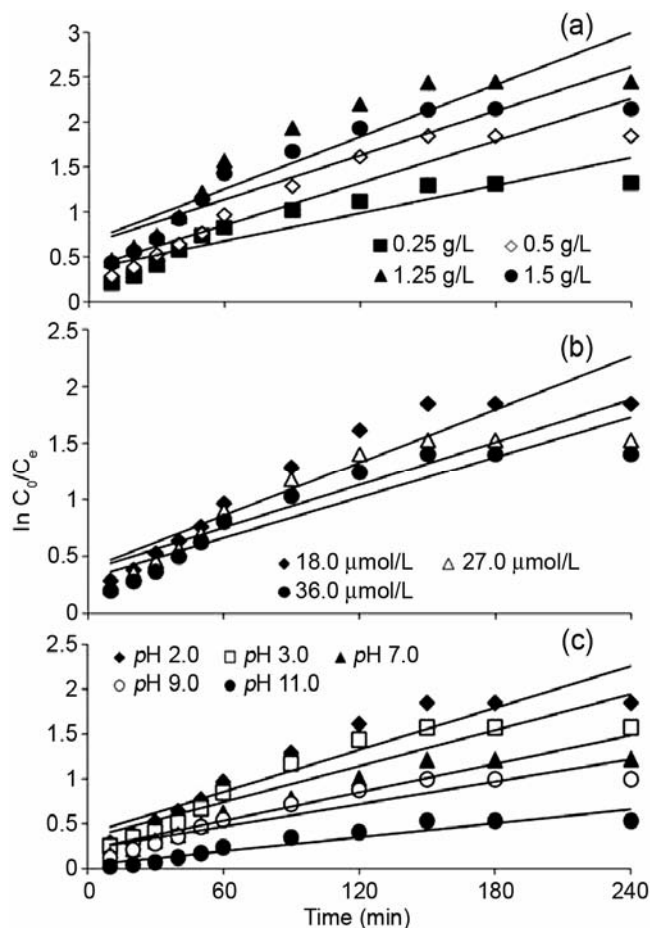 (a)
3
2.5
2
1.5
1
0.5
0
0.25 g/L 0.5 g/L
1.25 g/L 1.5 g/L
(b)
2.5
2
1.5
1
0.5
0
ln C₀/Cₑ
18.0 μmol/L 27.0 μmol/L
36.0 μmol/L
(c)
2.5
2
1.5
1
0.5
0
pH 2.0 pH 3.0 pH 7.0
pH 9.0 pH 11.0
0 60 120 180 240
Time (min)